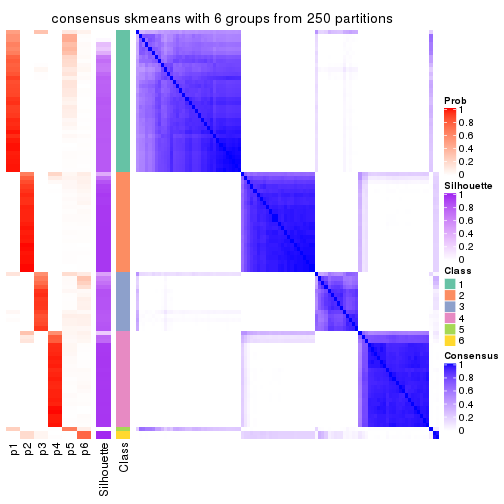 consensus skmeans with 6 groups from 250 partitions
Prob
1
0.8
0.6
0.4
0.2
0
Silhouette
1
0.8
0.6
0.4
0.2
0
Class
1
2
3
4
5
6
Consensus
1
0.8
0.6
0.4
0.2
0
p1
p2
p3
p4
p5
p6
Silhouette
Class